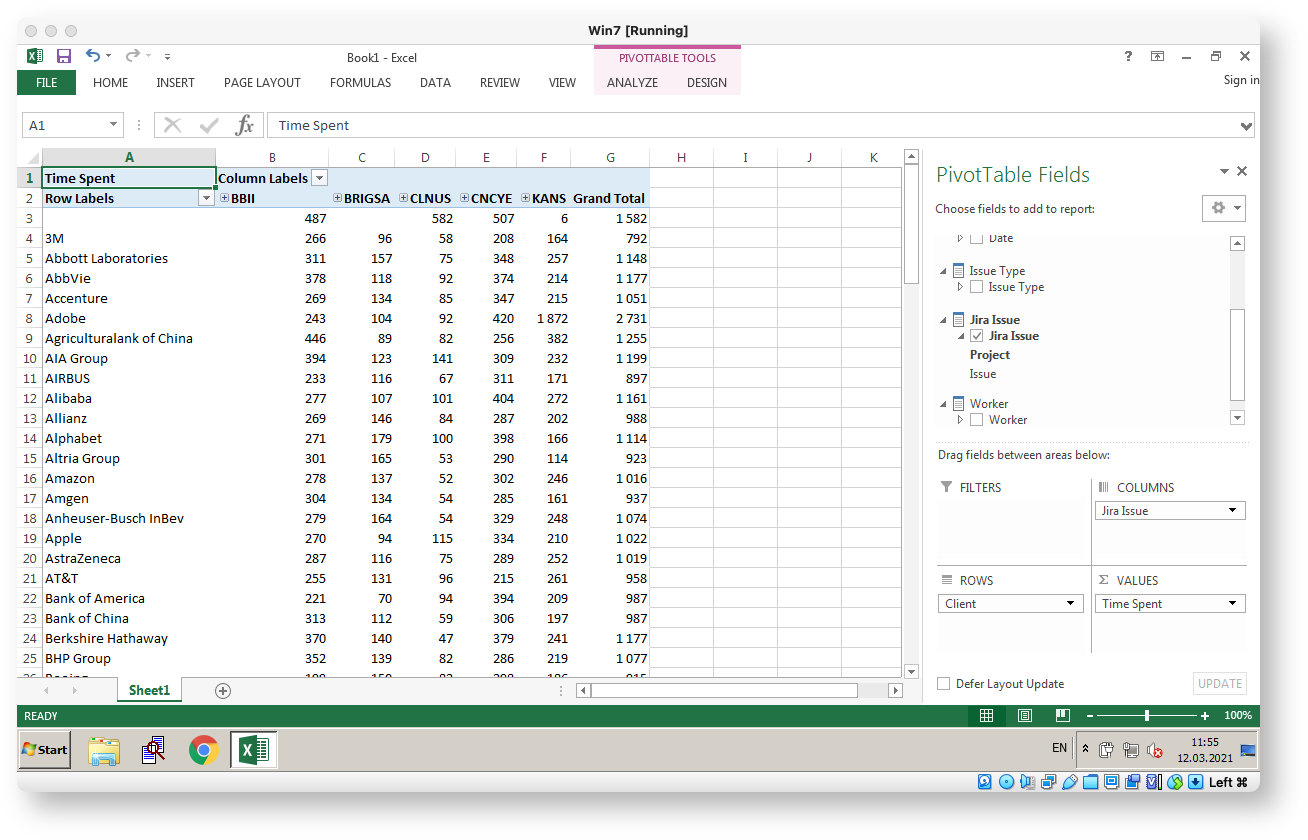 Win7 [Running]
Book1 - Excel
PIVOTTABLE TOOLS
?
FILE HOME INSERT PAGE LAYOUT FORMULAS DATA REVIEW VIEW ANALYZE DESIGN
Sign in
A1 fx Time Spent
A B C D E F G H I J K
1 Time Spent Column Labels
2 Row Labels BBII BRIGSA CLNUS CNCYE KANS Grand Total
3 487 582 507 6 1 582
4 3M 266 96 58 208 164 792
5 Abbott Laboratories 311 157 75 348 257 1 148
6 AbbVie 378 118 92 374 214 1 177
7 Accenture 269 134 85 347 215 1 051
8 Adobe 243 104 92 420 1 872 2 731
9 Agriculturalank of China 446 89 82 256 382 1 255
10 AIA Group 394 123 141 309 232 1 199
11 AIRBUS 233 116 67 311 171 897
12 Alibaba 277 107 101 404 272 1 161
13 Allianz 269 146 84 287 202 988
14 Alphabet 271 179 100 398 166 1 114
15 Altria Group 301 165 53 290 114 923
16 Amazon 278 137 52 302 246 1 016
17 Amgen 304 134 54 285 161 937
18 Anheuser-Busch InBev 279 164 54 329 248 1 074
19 Apple 270 94 115 334 210 1 022
20 AstraZeneca 287 116 75 289 252 1 019
21 AT&T 255 131 96 215 261 958
22 Bank of America 221 70 94 394 209 987
23 Bank of China 313 112 59 306 197 987
24 Berkshire Hathaway 370 140 47 379 241 1 177
25 BHP Group 352 139 82 286 219 1 077
Sheet1
PivotTable Fields
Choose fields to add to report:
Date
Issue Type
Issue Type
Jira Issue
Jira Issue
Project
Issue
Worker
Worker
Drag fields between areas below:
FILTERS
COLUMNS
Jira Issue
ROWS
Client
Σ VALUES
Time Spent
Defer Layout Update
UPDATE
READY
100%
Start
EN
11:55
12.03.2021
Left ⌘